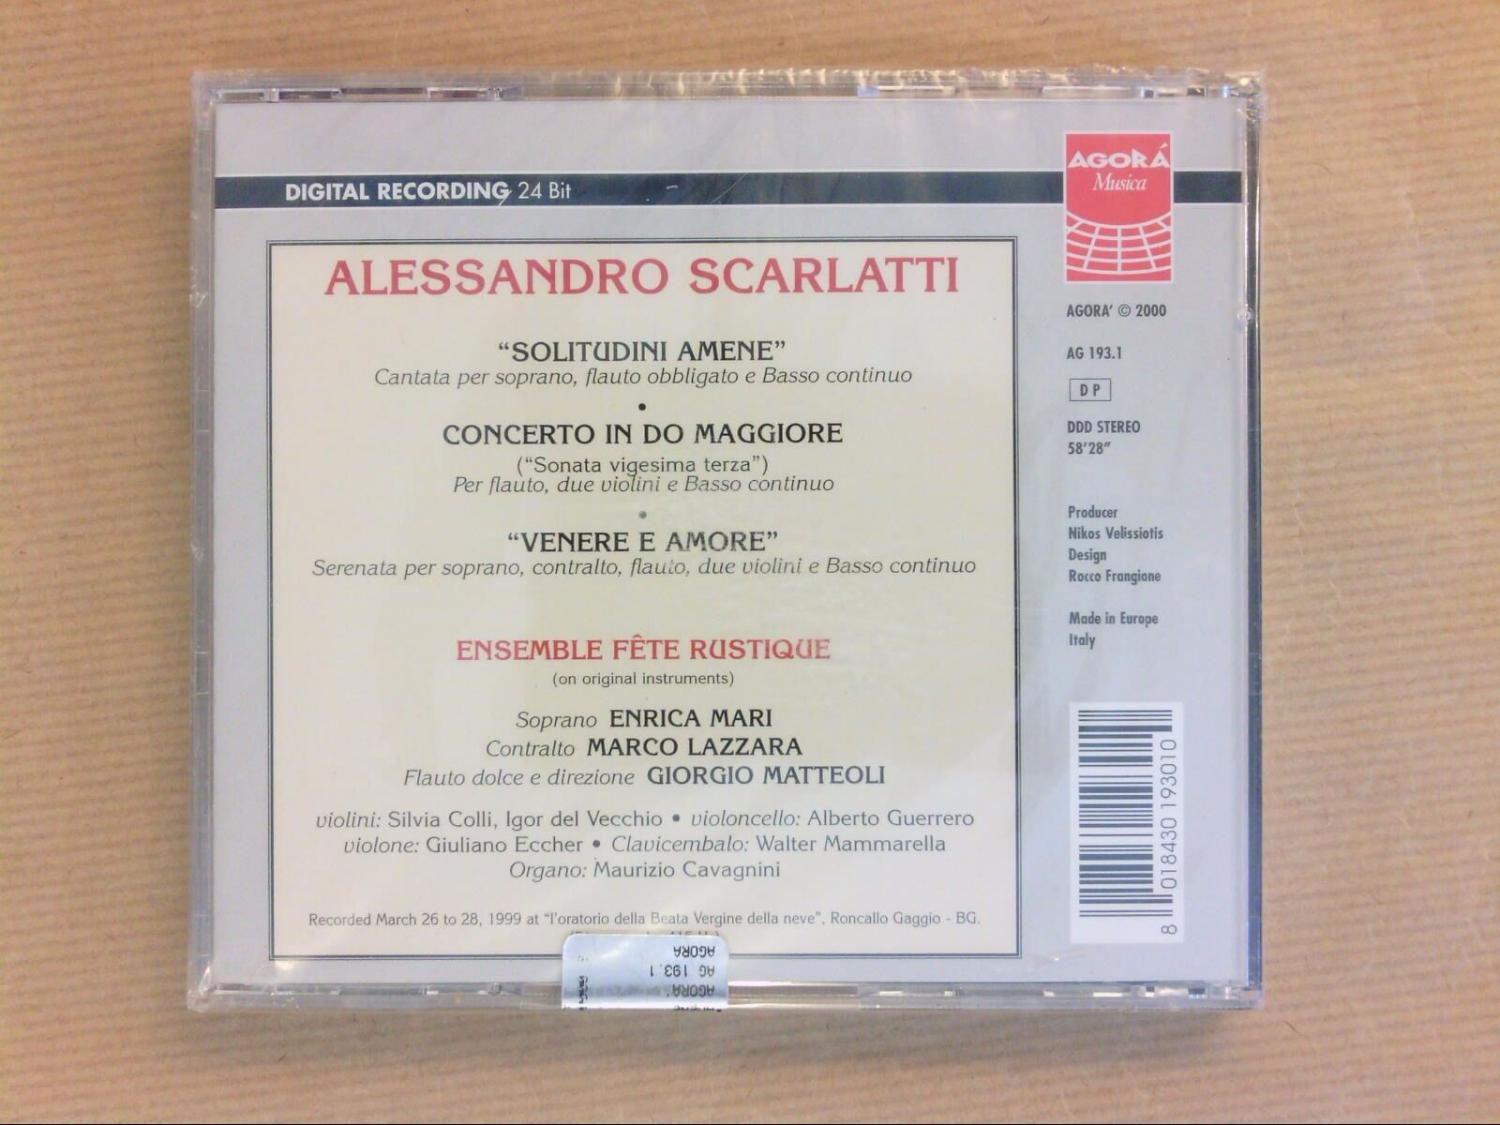 DIGITAL RECORDING 24 Bit
AGORÁ
Musica
ALESSANDRO SCARLATTI
“SOLITUDINI AMENE”
Cantata per soprano, flauto obbligato e Basso continuo
•
CONCERTO IN DO MAGGIORE
(“Sonata vigesima terza”)
Per flauto, due violini e Basso continuo
•
“VENERE E AMORE”
Serenata per soprano, contralto, flauto, due violini e Basso continuo
ENSEMBLE FÊTE RUSTIQUE
(on original instruments)
Soprano ENRICA MARI
Contralto MARCO LAZZARA
Flauto dolce e direzione GIORGIO MATTEOLI
violini: Silvia Colli, Igor del Vecchio • violoncello: Alberto Guerrero
violone: Giuliano Eccher • Clavicembalo: Walter Mammarella
Organo: Maurizio Cavagnini
Recorded March 26 to 28, 1999 at “l'oratorio della Beata Vergine della neve”, Roncallo Gaggio - BG.
AGORA' © 2000
AG 193.1
D P
DDD STEREO
58'28”
Producer
Nikos Velissiotis
Design
Rocco Frangione
Made in Europe
Italy
8 018430 193010
AGORA'
AG 193.1
AGORA